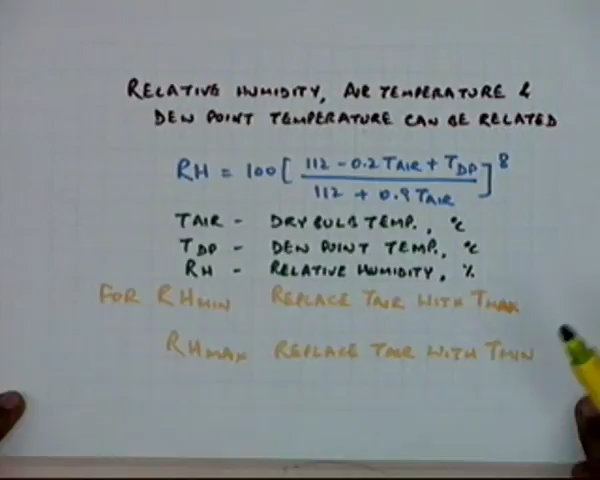 RELATIVE HUMIDITY, AIR TEMPERATURE &
DEW POINT TEMPERATURE CAN BE RELATED
RH = 100 [ (112 - 0.2 TAIR + TDP) / (112 + 0.9 TAIR) ]^8
TAIR - DRY BULB TEMP., °C
TDP - DEW POINT TEMP., °C
RH - RELATIVE HUMIDITY, %
FOR RHMIN REPLACE TAIR WITH TMAX
RHMAX REPLACE TAIR WITH TMIN